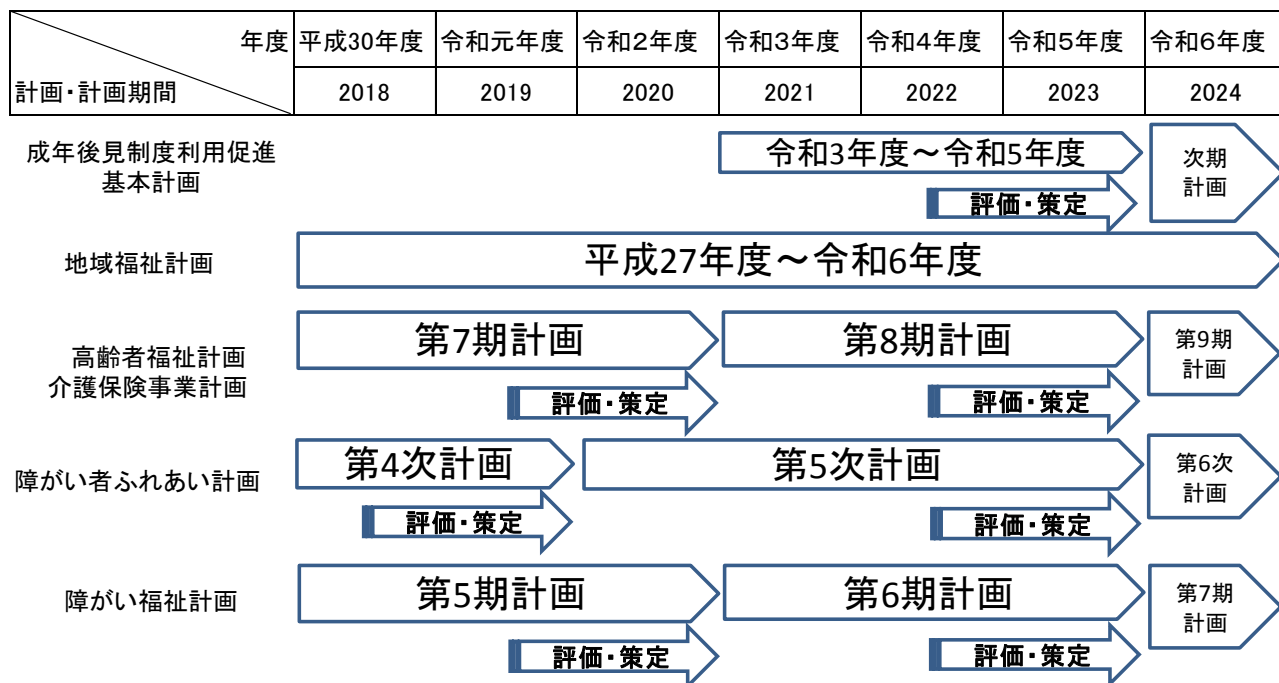 年度 平成30年度 令和元年度 令和2年度 令和3年度 令和4年度 令和5年度 令和6年度
計画・計画期間 2018 2019 2020 2021 2022 2023 2024
成年後見制度利用促進
基本計画
令和3年度～令和5年度
評価・策定
次期
計画
地域福祉計画
平成27年度～令和6年度
高齢者福祉計画
介護保険事業計画
第7期計画
評価・策定
第8期計画
評価・策定
第9期
計画
障がい者ふれあい計画
第4次計画
評価・策定
第5次計画
評価・策定
第6次
計画
障がい福祉計画
第5期計画
評価・策定
第6期計画
評価・策定
第7期
計画